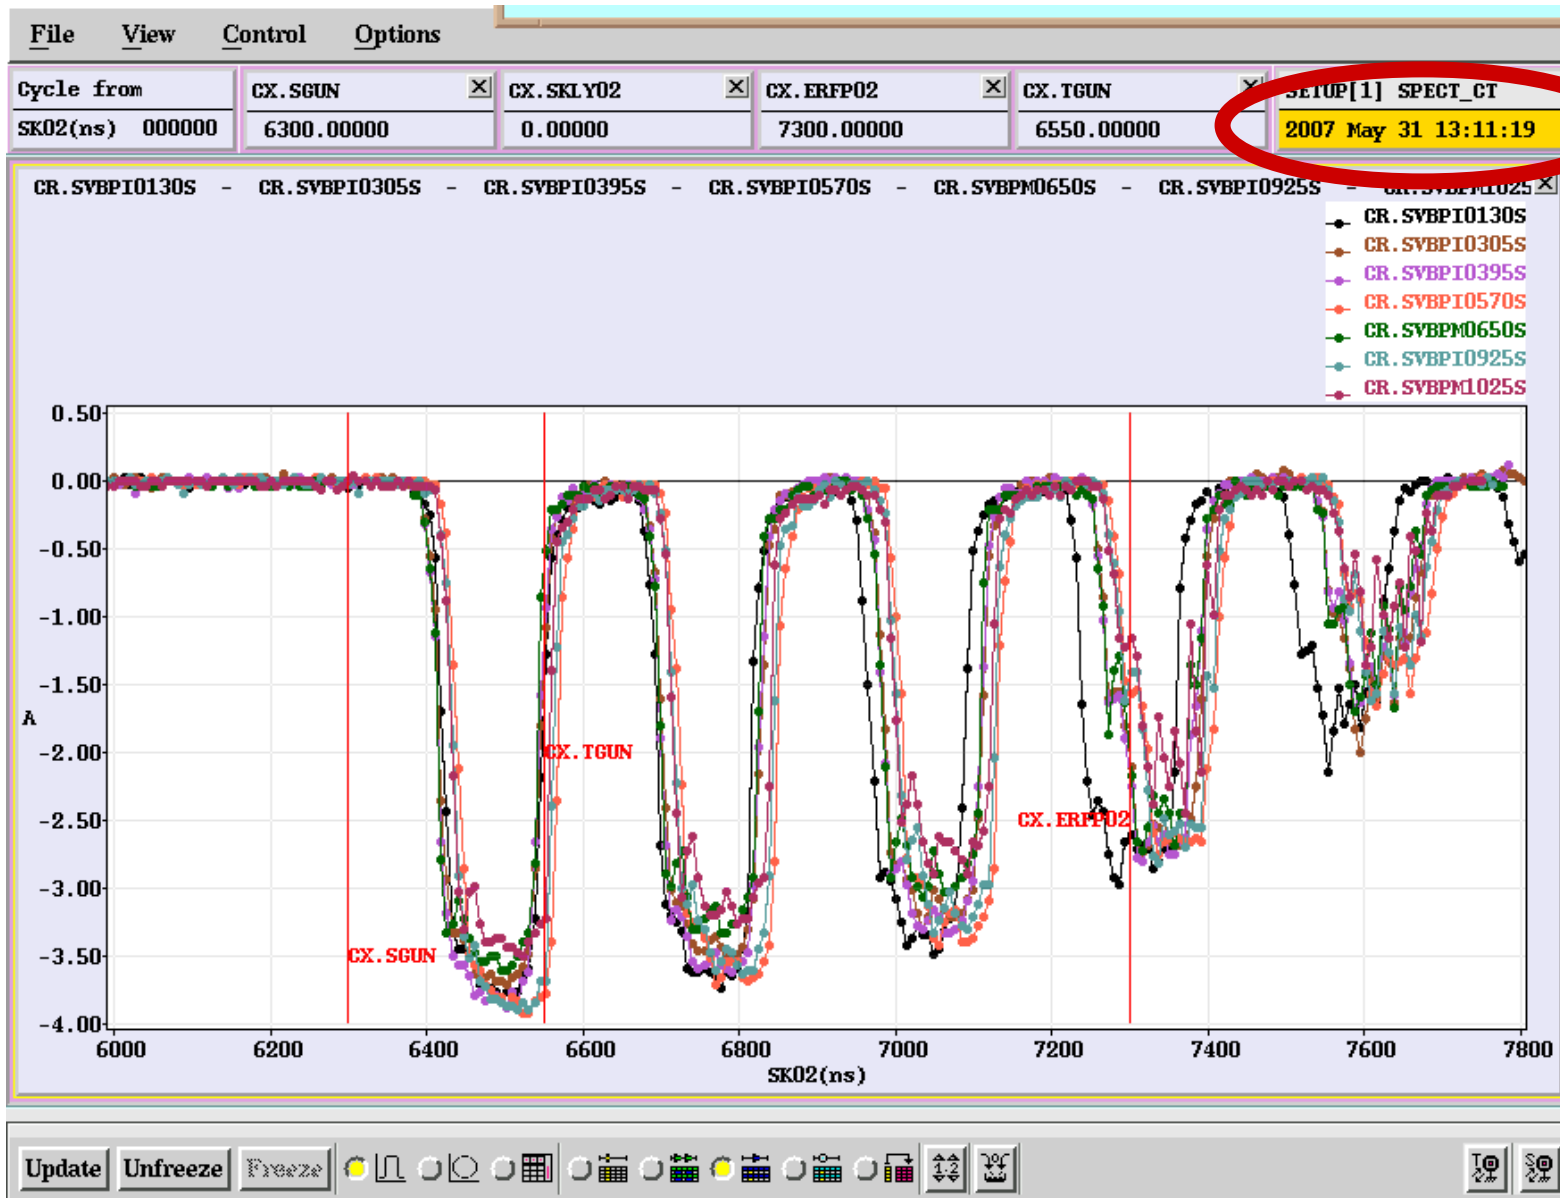 File View Control Options
Cycle from
SK02(ns) 000000
CX.SGUN
6300.00000
CX.SKLY02
0.00000
CX.ERFP02
7300.00000
CX.TGUN
6550.00000
SETUP[1] SPECT_CT
2007 May 31 13:11:19
CR.SVBPI0130S - CR.SVBPI0305S - CR.SVBPI0395S - CR.SVBPI0570S - CR.SVBPM0650S - CR.SVBPI0925S - CR.SVBPM1025
CR.SVBPI0130S
CR.SVBPI0305S
CR.SVBPI0395S
CR.SVBPI0570S
CR.SVBPM0650S
CR.SVBPI0925S
CR.SVBPM1025S
0.50
0.00
-0.50
-1.00
-1.50
A
-2.00
-2.50
-3.00
-3.50
-4.00
CX.TGUN
CX.ERFP02
CX.SGUN
6000 6200 6400 6600 6800 7000 7200 7400 7600 7800
SK02(ns)
Update Unfreeze Freeze